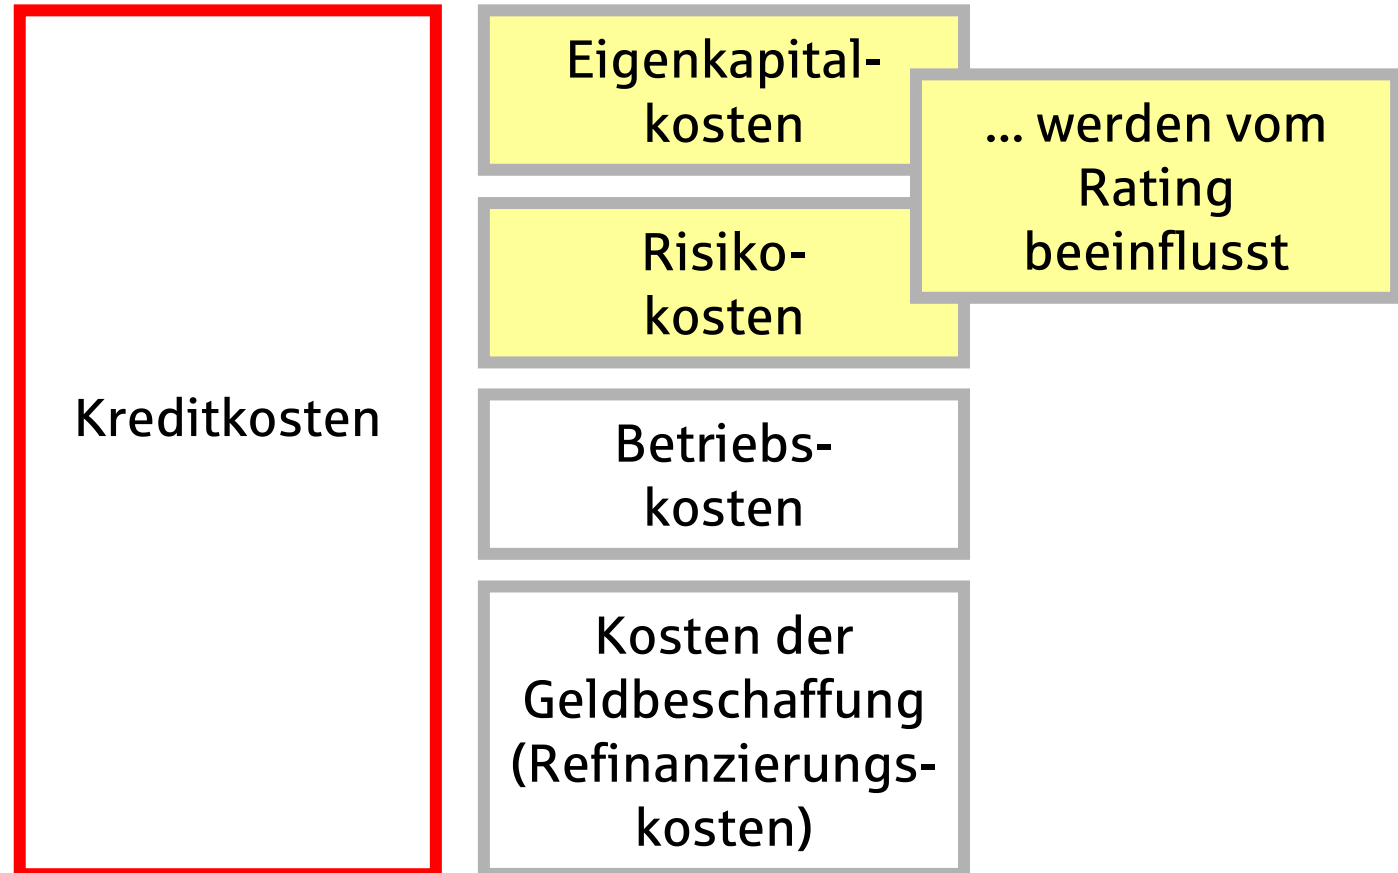 Kreditkosten
Eigenkapital-
kosten
... werden vom
Rating
beeinflusst
Risiko-
kosten
Betriebs-
kosten
Kosten der
Geldbeschaffung
(Refinanzierungs-
kosten)